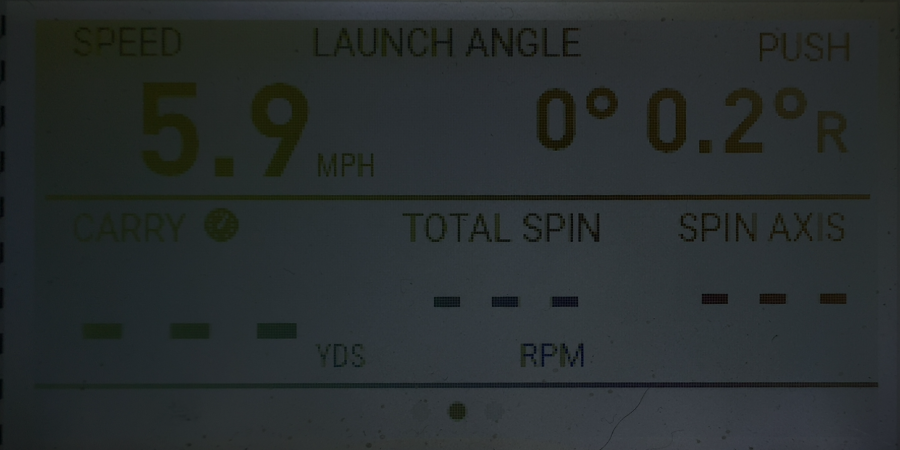 SPEED LAUNCH ANGLE PUSH
5.9 MPH 0° 0.2° R
CARRY TOTAL SPIN SPIN AXIS
- - - YDS - - - RPM - - -